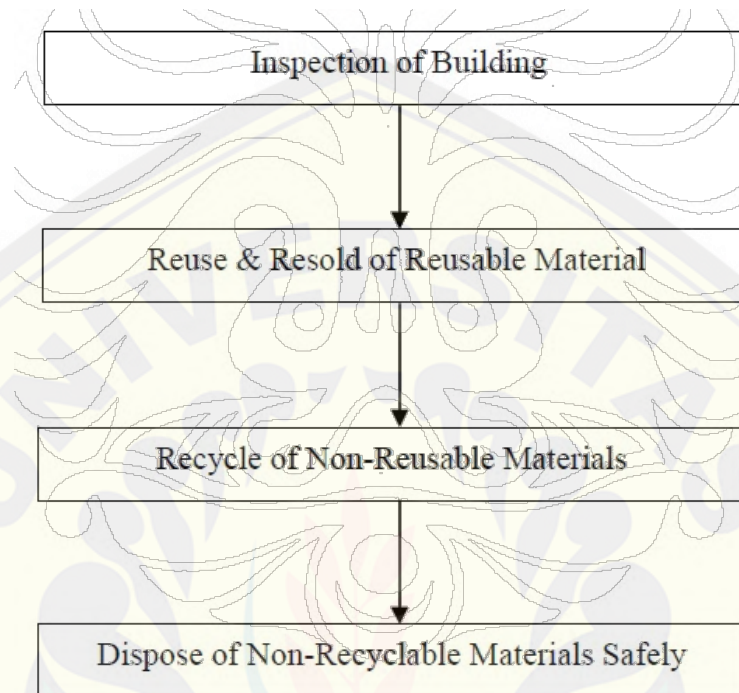 Inspection of Building
UNIVERSITAS
Reuse & Resold of Reusable Material
Recycle of Non-Reusable Materials
Dispose of Non-Recyclable Materials Safely